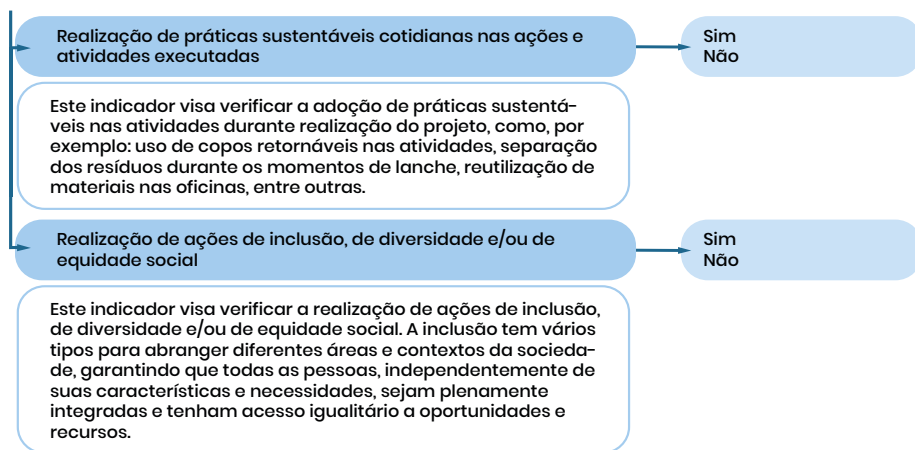 Realização de práticas sustentáveis cotidianas nas ações e
atividades executadas
Sim
Não
Este indicador visa verificar a adoção de práticas sustentá-
veis nas atividades durante realização do projeto, como, por
exemplo: uso de copos retornáveis nas atividades, separação
dos resíduos durante os momentos de lanche, reutilização de
materiais nas oficinas, entre outras.
Realização de ações de inclusão, de diversidade e/ou de
equidade social
Sim
Não
Este indicador visa verificar a realização de ações de inclusão,
de diversidade e/ou de equidade social. A inclusão tem vários
tipos para abranger diferentes áreas e contextos da socieda-
de, garantindo que todas as pessoas, independentemente de
suas características e necessidades, sejam plenamente
integradas e tenham acesso igualitário a oportunidades e
recursos.